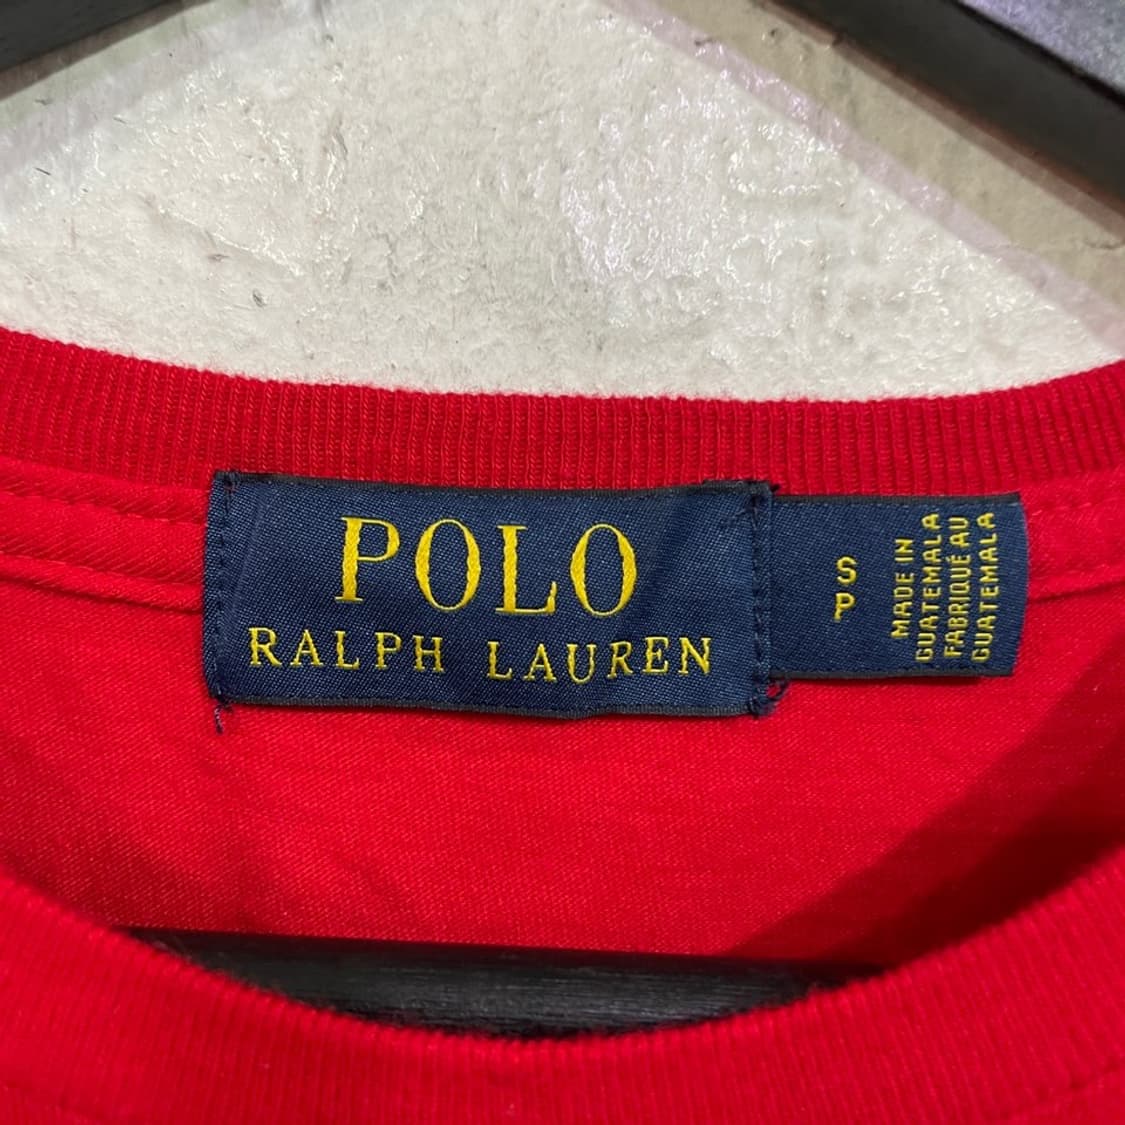 POLO
RALPH LAUREN
S
P
MADE IN
GUATEMALA
FABRIQUÉ AU
GUATEMALA